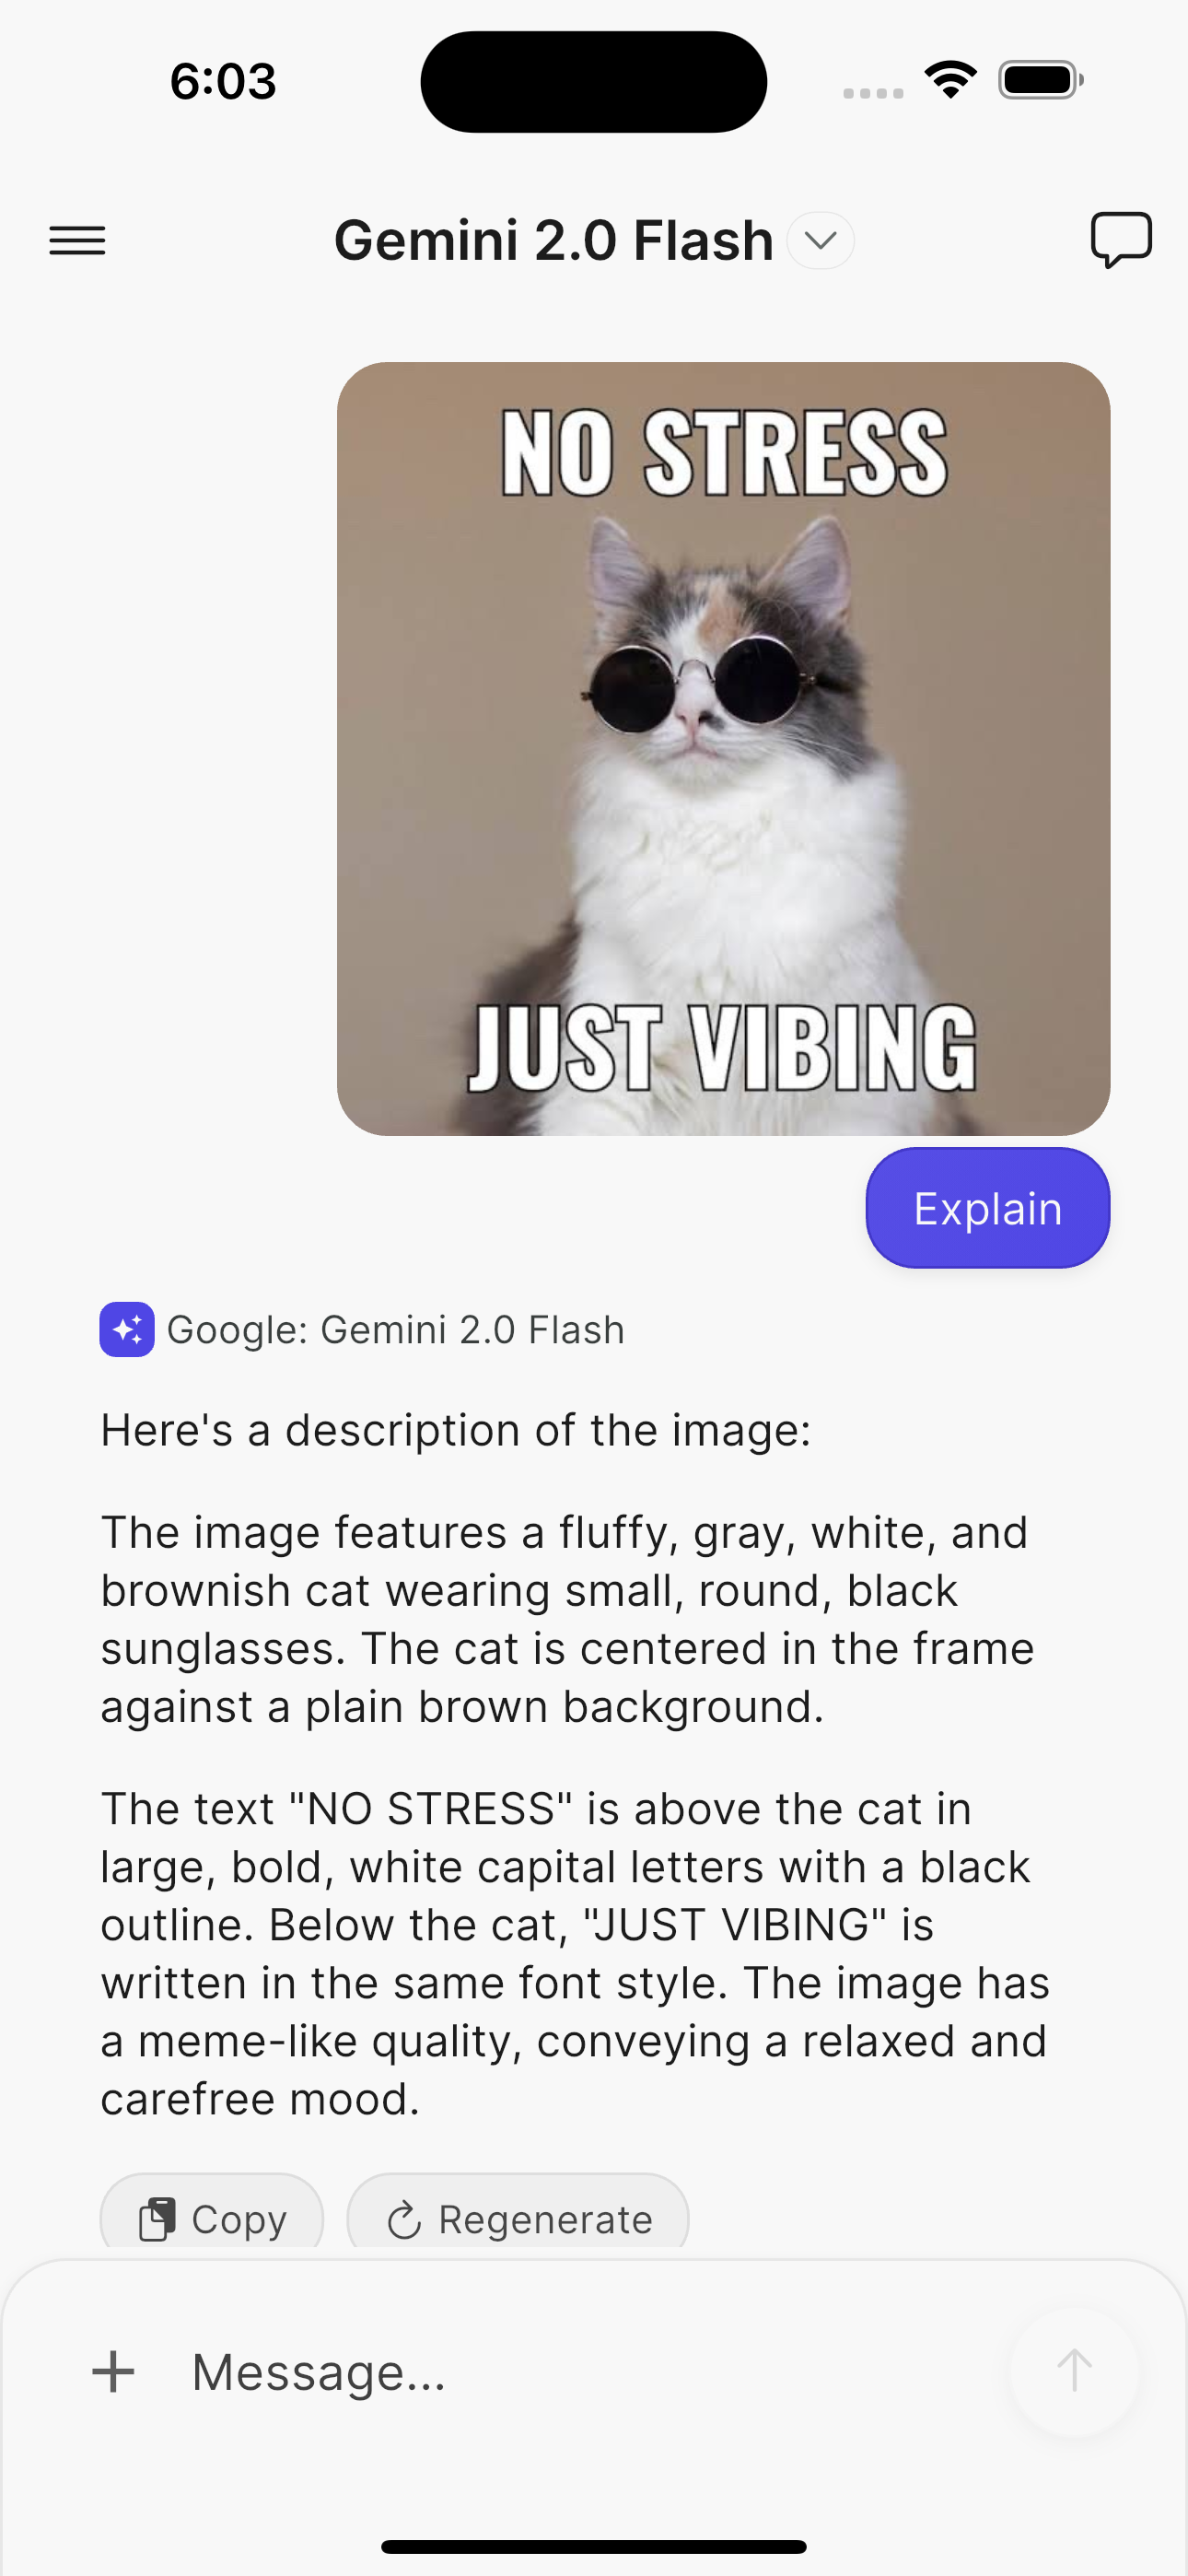 6:03
Gemini 2.0 Flash
NO STRESS
JUST VIBING
Explain
Google: Gemini 2.0 Flash
Here's a description of the image:
The image features a fluffy, gray, white, and
brownish cat wearing small, round, black
sunglasses. The cat is centered in the frame
against a plain brown background.
The text "NO STRESS" is above the cat in
large, bold, white capital letters with a black
outline. Below the cat, "JUST VIBING" is
written in the same font style. The image has
a meme-like quality, conveying a relaxed and
carefree mood.
Copy Regenerate
Message...